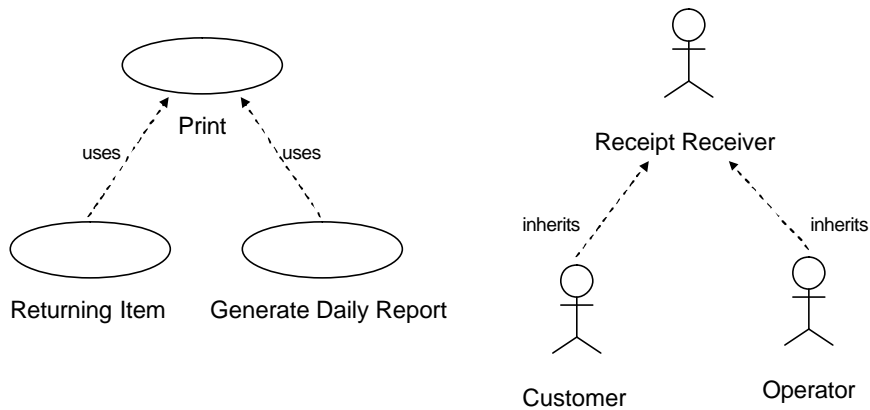 Print
uses
uses
Returning Item
Generate Daily Report
Receipt Receiver
inherits
inherits
Customer
Operator